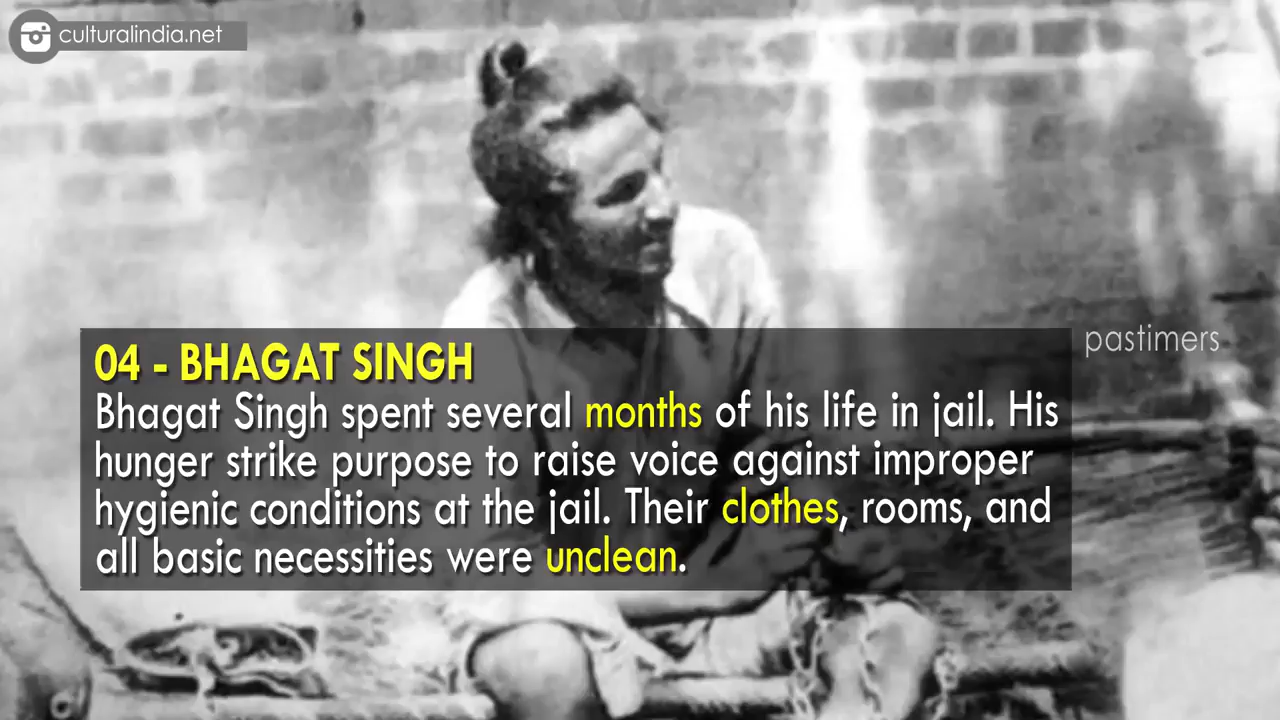 culturalindia.net
pastimers
04 - BHAGAT SINGH
Bhagat Singh spent several months of his life in jail. His
hunger strike purpose to raise voice against improper
hygienic conditions at the jail. Their clothes, rooms, and
all basic necessities were unclean.